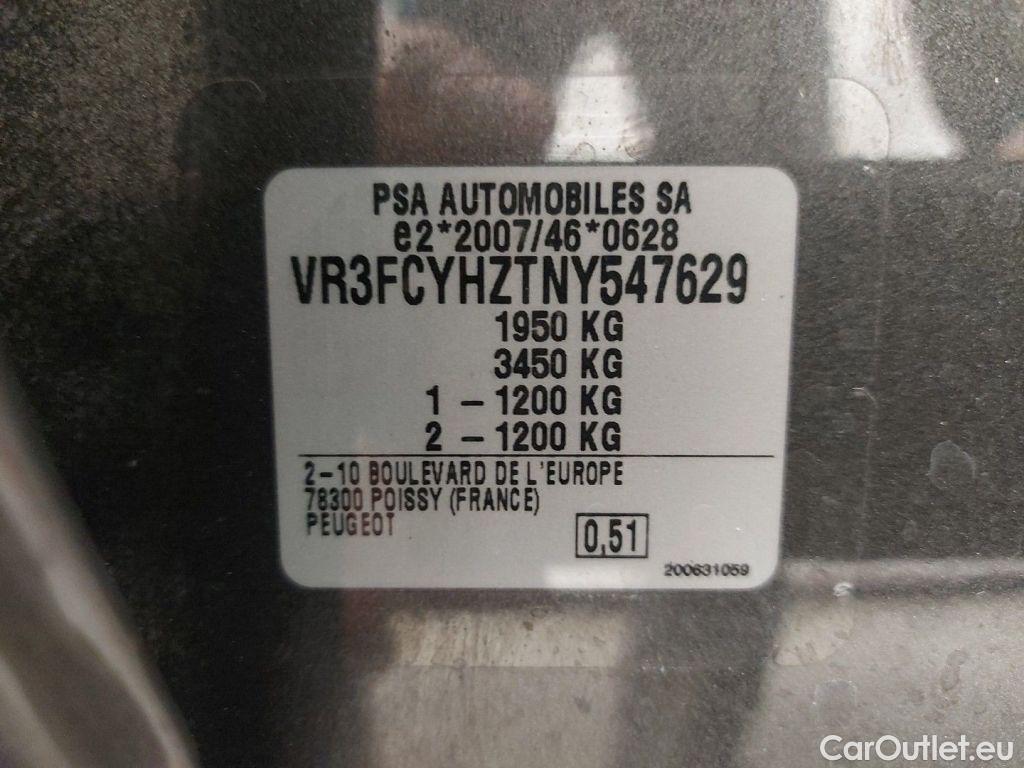 PSA AUTOMOBILES SA
e2*2007/46*0628
VR3FCYHZTNY547629
1950 KG
3450 KG
1 - 1200 KG
2 - 1200 KG
2-10 BOULEVARD DE L'EUROPE
78300 POISSY (FRANCE)
PEUGEOT
0,51
200631059
CarOutlet.eu